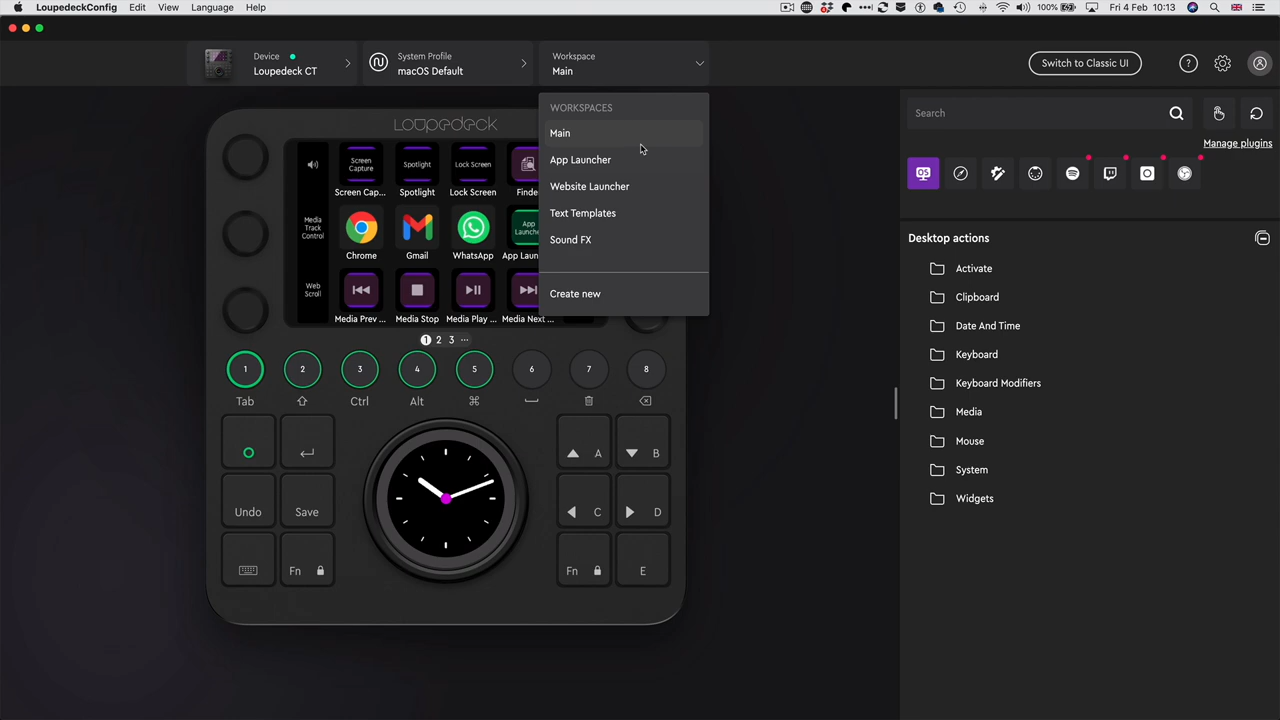 LoupedeckConfig Edit View Language Help
100% Fri 4 Feb 10:13
Device
Loupedeck CT
System Profile
macOS Default
Workspace
Main
Switch to Classic UI
WORKSPACES
Main
App Launcher
Website Launcher
Text Templates
Sound FX
Create new
Loupedeck
Screen Capture
Spotlight
Lock Screen
Screen Cap...
Spotlight
Lock Screen
Finde
Media Track Control
App Launche
Chrome
Gmail
WhatsApp
App Laun
Web Scroll
Media Prev ...
Media Stop
Media Play ...
Media Next ...
1 2 3 ...
1 2 3 4 5 6 7 8
Tab
Ctrl
Alt
⌘
A
B
Undo
Save
C
D
Fn
Fn
E
Search
Manage plugins
Desktop actions
Activate
Clipboard
Date And Time
Keyboard
Keyboard Modifiers
Media
Mouse
System
Widgets